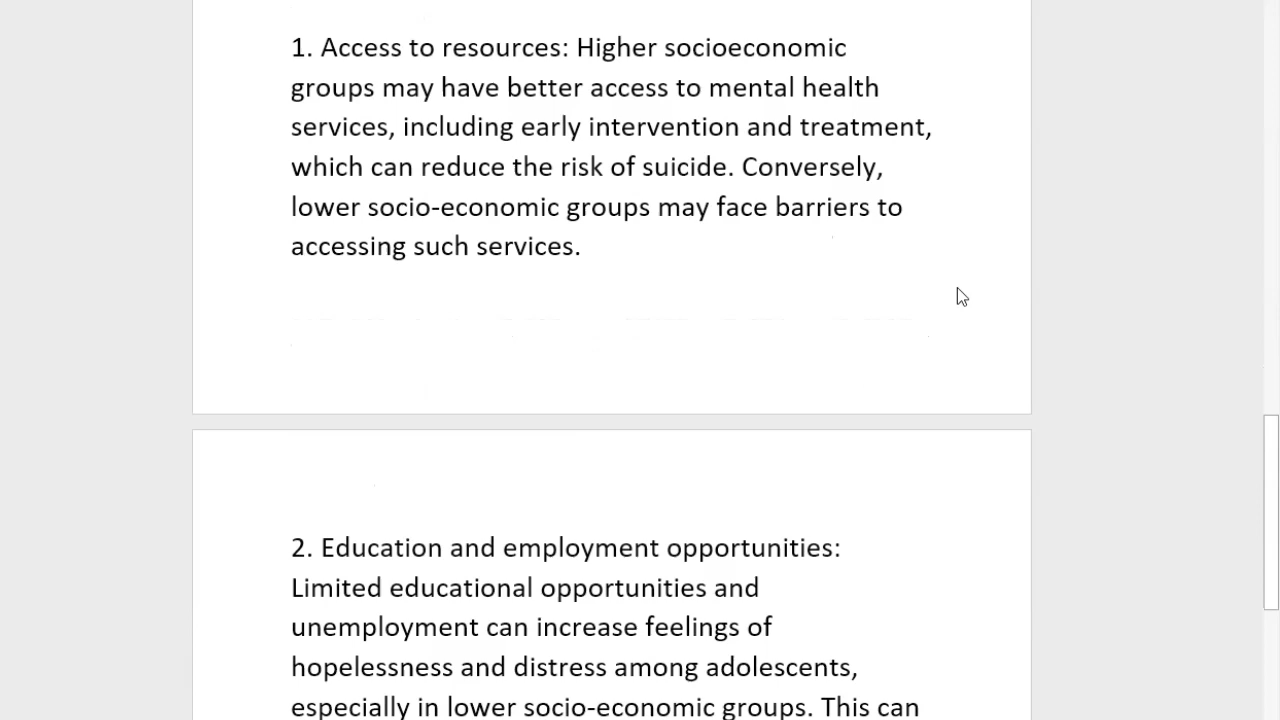 1. Access to resources: Higher socioeconomic
groups may have better access to mental health
services, including early intervention and treatment,
which can reduce the risk of suicide. Conversely,
lower socio-economic groups may face barriers to
accessing such services.
2. Education and employment opportunities:
Limited educational opportunities and
unemployment can increase feelings of
hopelessness and distress among adolescents,
especially in lower socio-economic groups. This can